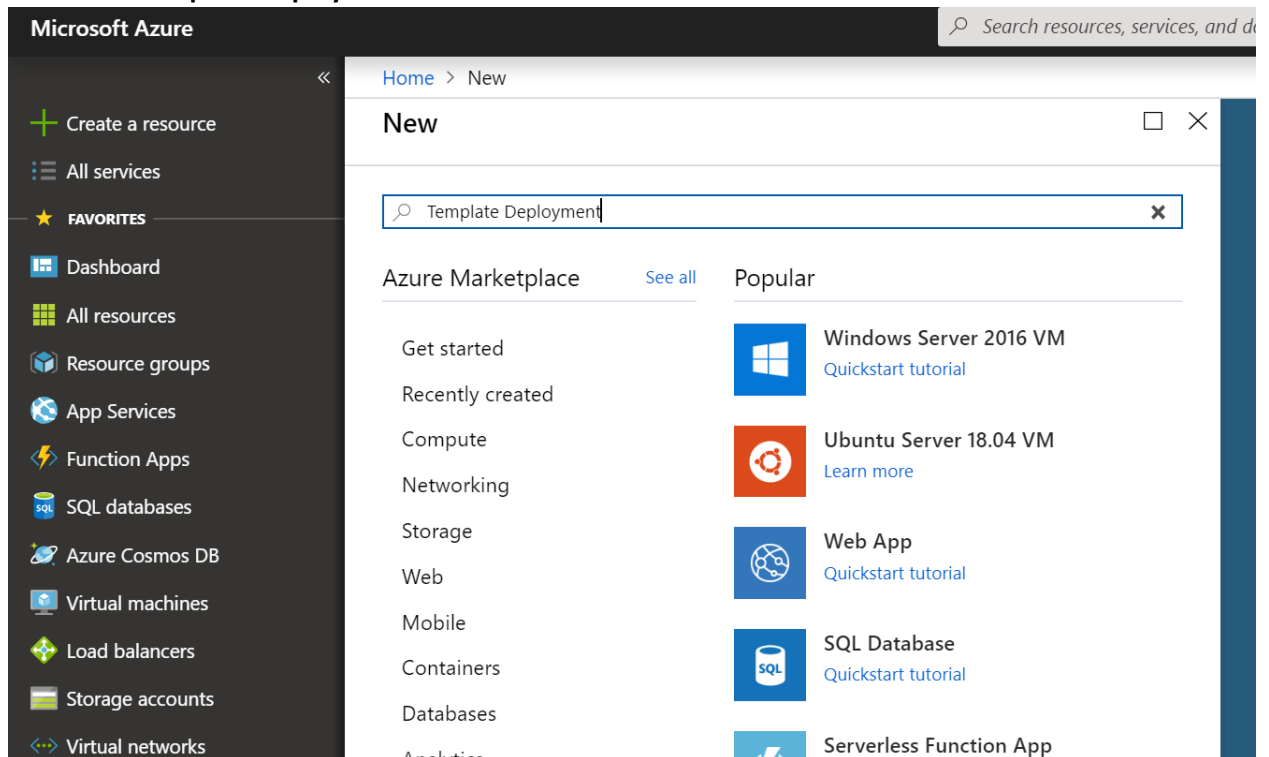 Microsoft Azure
Search resources, services, and
«
Create a resource
All services
FAVORITES
Dashboard
All resources
Resource groups
App Services
Function Apps
SQL databases
Azure Cosmos DB
Virtual machines
Load balancers
Storage accounts
Virtual networks
Home > New
New
Template Deployment
Azure Marketplace See all
Get started
Recently created
Compute
Networking
Storage
Web
Mobile
Containers
Databases
Popular
Windows Server 2016 VM
Quickstart tutorial
Ubuntu Server 18.04 VM
Learn more
Web App
Quickstart tutorial
SQL
SQL Database
Quickstart tutorial
Serverless Function App